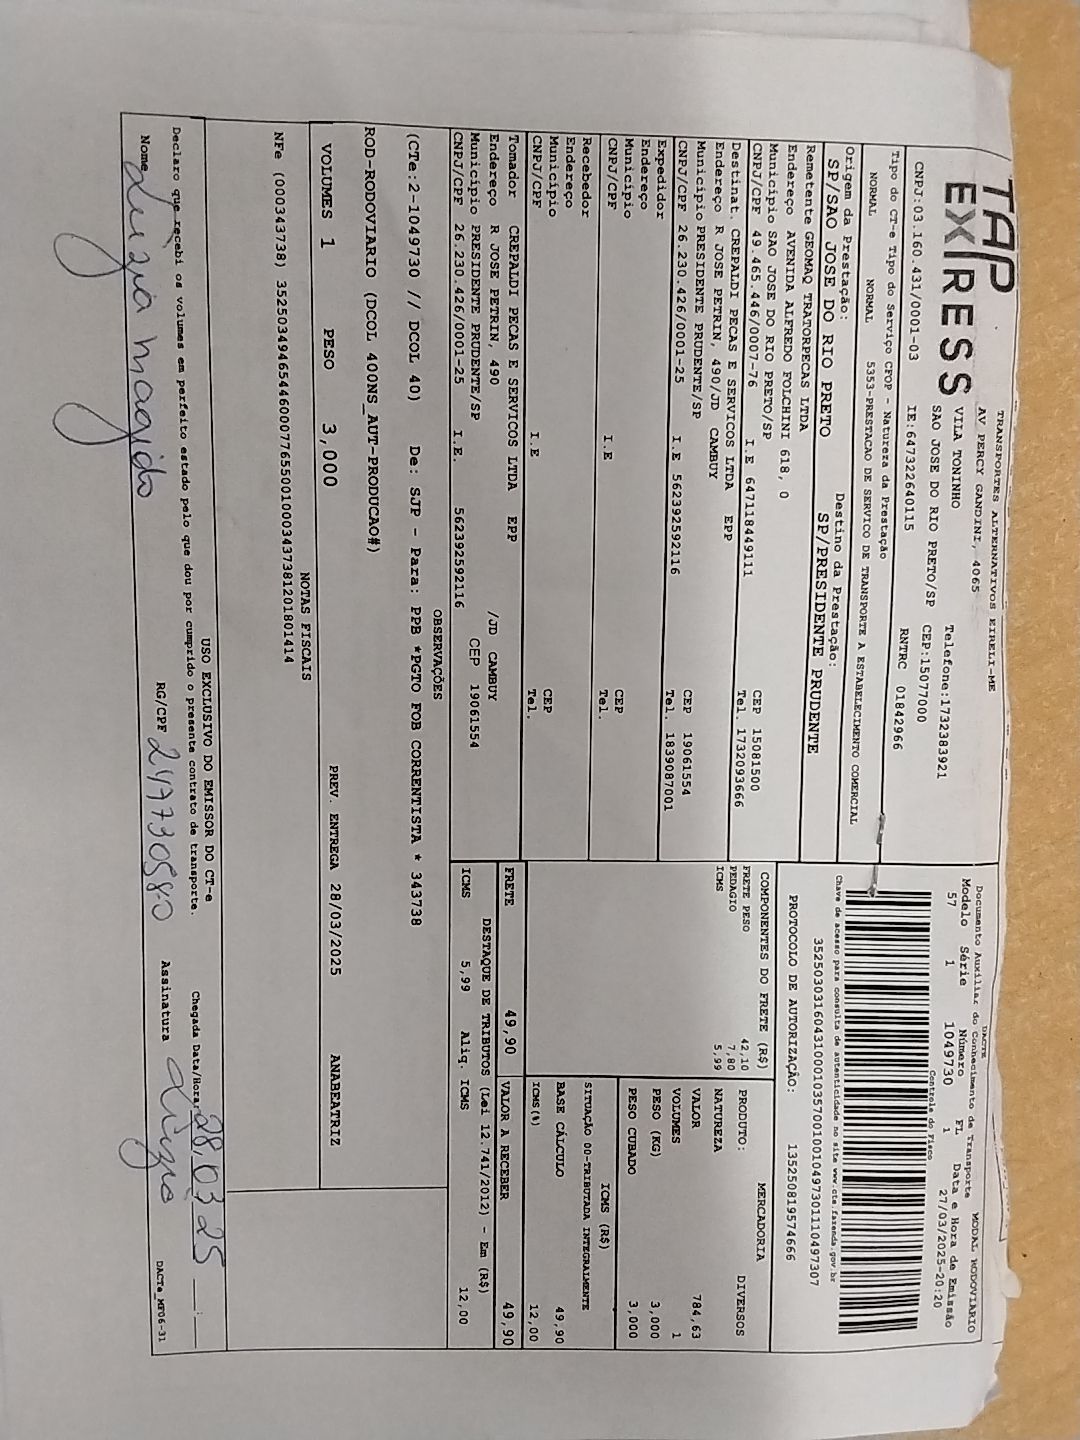 TAP
EXPRESS
TRANSPORTES ALTERNATIVOS EIRELI-ME
AV PERCY GANDINI, 4065
VILA TONINHO Telefone:1732383921
SAO JOSE DO RIO PRETO/SP CEP:15077000
CNPJ:03.160.431/0001-03 IE:647322640115 RNTRC 01842966
DACTE
Documento Auxiliar do Conhecimento de Transporte MODAL RODOVIARIO
Modelo Série Número FL Data e Hora de Emissão
57 1 1049730 1 27/03/2025-20:20
Controle do Fisco
Tipo do CT-e Tipo do Serviço CFOP - Natureza da Prestação
NORMAL NORMAL 5353-PRESTACAO DE SERVICO DE TRANSPORTE A ESTABELECIMENTO COMERCIAL
Chave de acesso para consulta de autenticidade no site www.cte.fazenda.gov.br
35250303160431000103570010010497301110497307
PROTOCOLO DE AUTORIZAÇÃO: 135250819574666
Origem da Prestação: Destino da Prestação:
SP/SAO JOSE DO RIO PRETO SP/PRESIDENTE PRUDENTE
Remetente GEOMAQ TRATORPECAS LTDA
Endereço AVENIDA ALFREDO FOLCHINI 618, 0
Municipio SAO JOSE DO RIO PRETO/SP CEP 15081500
CNPJ/CPF 49.465.446/0007-76 I.E 647118449111 Tel. 1732093666
Destinat. CREPALDI PECAS E SERVICOS LTDA EPP
Endereço R JOSE PETRIN, 490/JD CAMBUY
Municipio PRESIDENTE PRUDENTE/SP CEP 19061554
CNPJ/CPF 26.230.426/0001-25 I.E 562392592116 Tel. 1839087001
Expedidor
Endereço
Municipio CEP
CNPJ/CPF I.E Tel.
Recebedor
Endereço
Municipio CEP
CNPJ/CPF I.E Tel.
Tomador CREPALDI PECAS E SERVICOS LTDA EPP
Endereço R JOSE PETRIN, 490 /JD CAMBUY
Municipio PRESIDENTE PRUDENTE/SP CEP 19061554
CNPJ/CPF 26.230.426/0001-25 I.E. 562392592116
COMPONENTES DO FRETE (R$)
FRETE PESO 42,10
PEDAGIO 7,80
ICMS 5,99
MERCADORIA
PRODUTO: DIVERSOS
NATUREZA
VALOR 784,63
VOLUMES 1
PESO (KG) 3,000
PESO CUBADO 3,000
ICMS (R$)
SITUAÇÃO 00-TRIBUTADA INTEGRALMENTE
BASE CÁLCULO 49,90
ICMS(%) 12,00
FRETE 49,90 VALOR A RECEBER 49,90
DESTAQUE DE TRIBUTOS (Lei 12.741/2012) - Em (R$)
ICMS 5,99 Aliq. ICMS 12,00
OBSERVAÇÕES
(CTe:2-1049730 // DCOL 40) De: SJP - Para: PPB *PGTO FOB CORRENTISTA * 343738
ROD-RODOVIARIO (DCOL 400NS_AUT-PRODUCAO#)
VOLUMES 1 PESO 3,000 PREV. ENTREGA 28/03/2025 ANABEATRIZ
NOTAS FISCAIS
NFe (000343738) 35250349465446000776550010003437381201801414
USO EXCLUSIVO DO EMISSOR DO CT-e
Declaro que recebi os volumes em perfeito estado pelo que dou por cumprido o presente contrato de transporte. Chegada Data/Hora 28/03/25
Nome RG/CPF Assinatura
DACTe_MF06-31